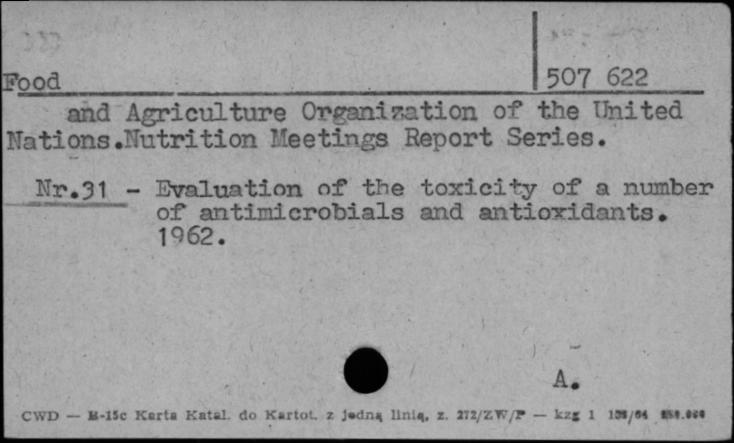 Food
507 622
and Agriculture Organization of the United
Nations.Nutrition Meetings Report Series.
Nr.31 - Evaluation of the toxicity of a number
of antimicrobials and antioxidants.
1962.
A.
CWD — B-15c Karta Katal. do Kartot. z jedną linią, z. 272/ZW/P — kzg 1